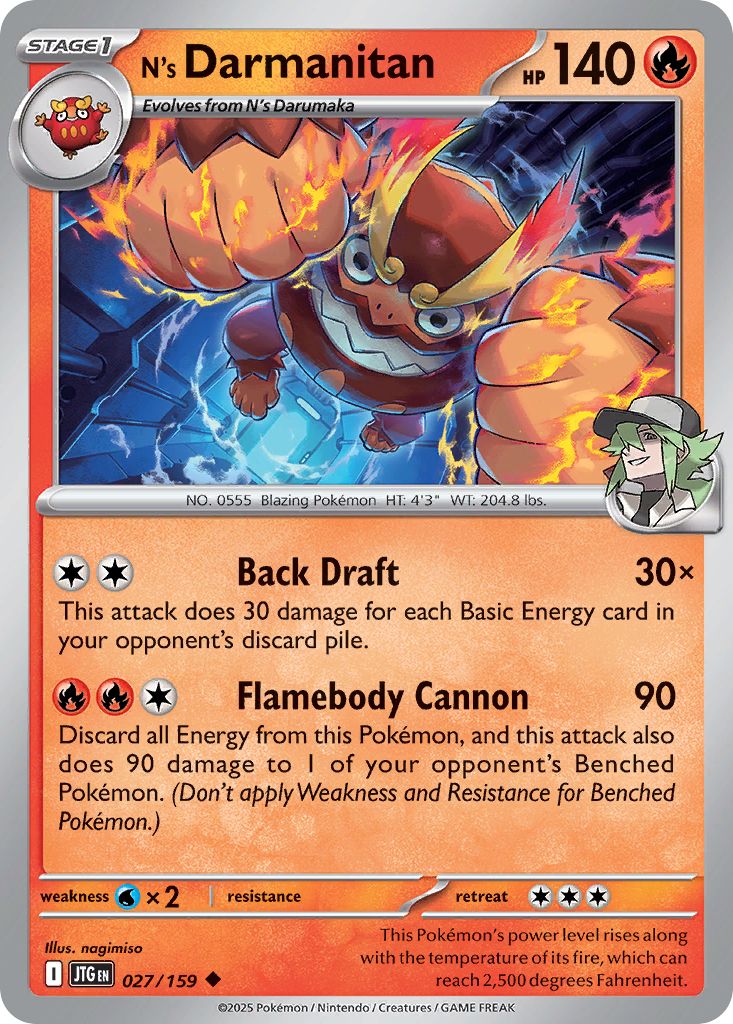 STAGE 1
N's Darmanitan
HP 140
Evolves from N's Darumaka
NO. 0555 Blazing Pokémon HT: 4'3" WT: 204.8 lbs.
Back Draft 30×
This attack does 30 damage for each Basic Energy card in
your opponent's discard pile.
Flamebody Cannon 90
Discard all Energy from this Pokémon, and this attack also
does 90 damage to 1 of your opponent's Benched
Pokémon. (Don't apply Weakness and Resistance for Benched
Pokémon.)
weakness ×2 resistance retreat
Illus. nagimiso
This Pokémon's power level rises along
with the temperature of its fire, which can
reach 2,500 degrees Fahrenheit.
I JTG EN 027/159
©2025 Pokémon / Nintendo / Creatures / GAME FREAK